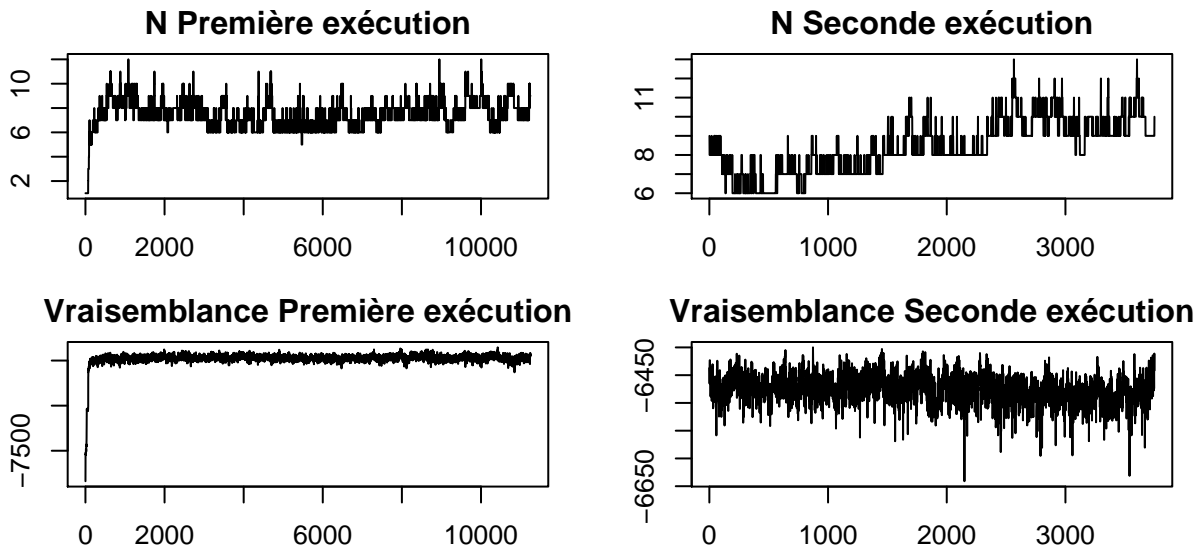 N Première exécution
10
6
2
0 2000 6000 10000
N Seconde exécution
11
8
6
0 1000 2000 3000
Vraisemblance Première exécution
−7500
0 2000 6000 10000
Vraisemblance Seconde exécution
−6450
−6650
0 1000 2000 3000